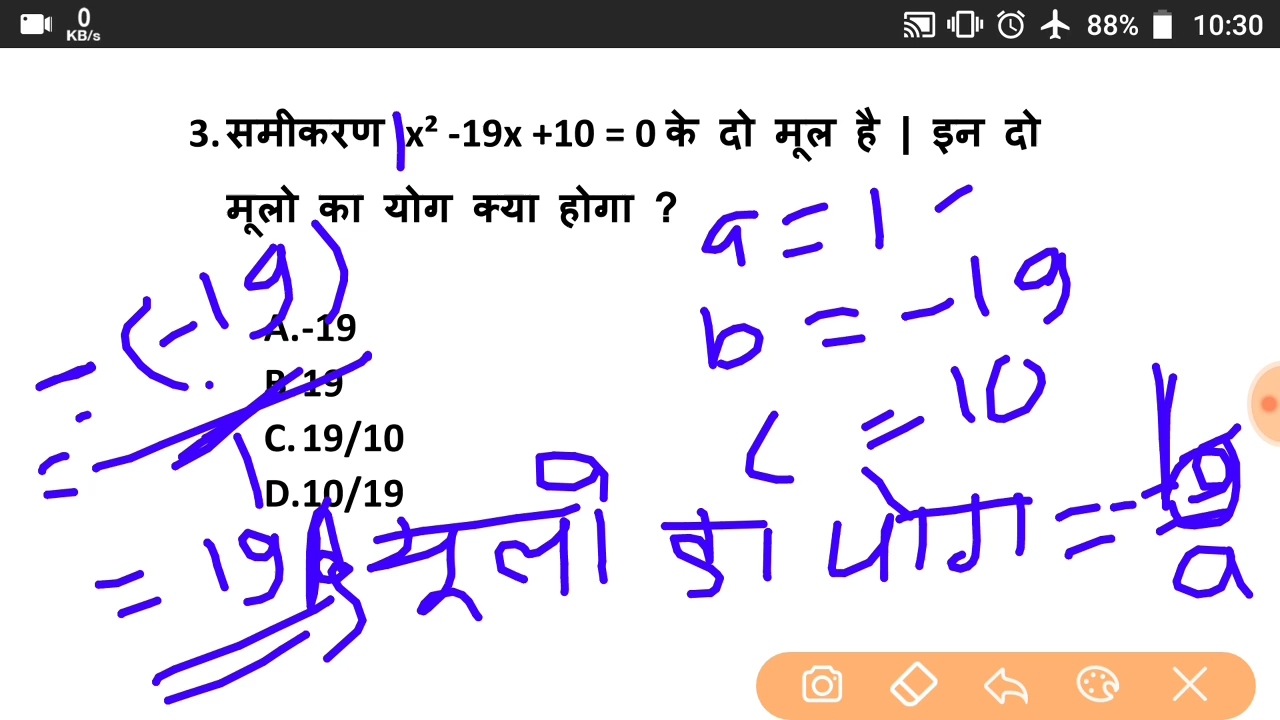 0
KB/s
88% 10:30
3. समीकरण x² -19x +10 = 0 के दो मूल है | इन दो
मूलो का योग क्या होगा ?
a = 1
b = -19
c = 10
= (-19)
A.-19
B 19
C. 19/10
D.10/19
= 19
मूलो का योग = -b
a